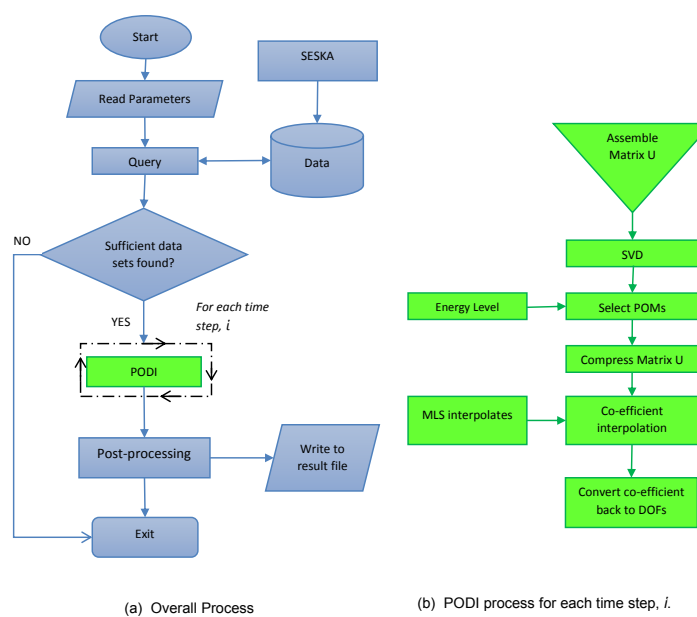 Start
SESKA
Read Parameters
Query
Data
NO
Sufficient data
sets found?
For each time
step, i
YES
PODI
Post-processing
Write to
result file
Exit
(a) Overall Process
Assemble
Matrix U
SVD
Energy Level
Select POMs
Compress Matrix U
MLS interpolates
Co-efficient
interpolation
Convert co-efficient
back to DOFs
(b) PODI process for each time step, i.